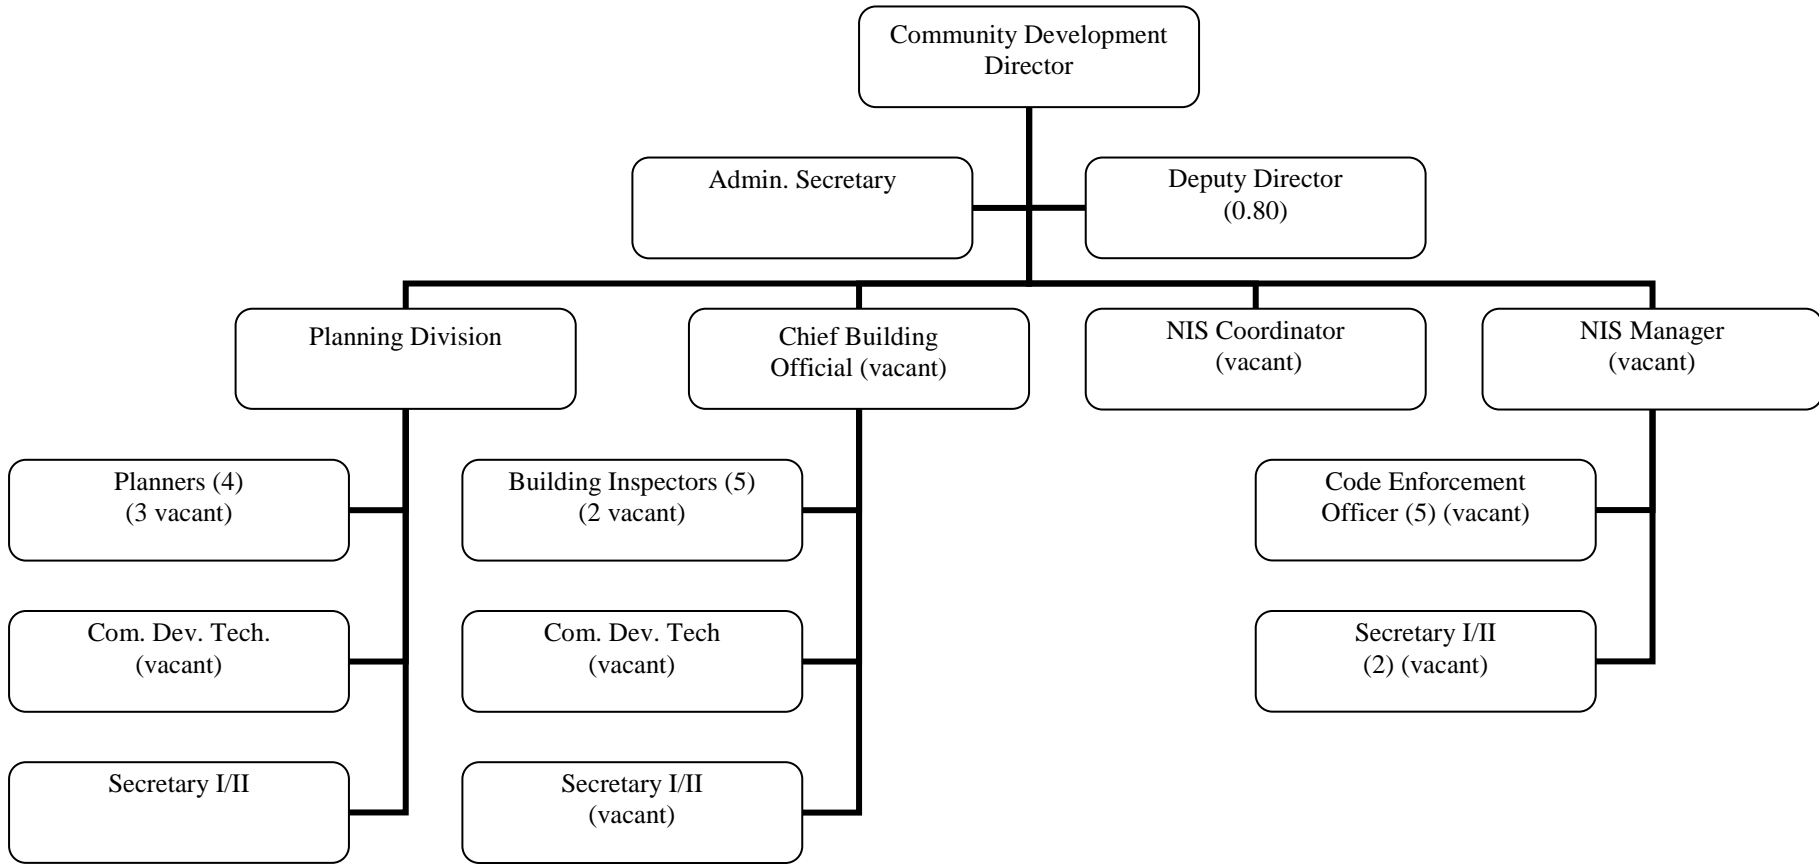 Community Development
Director
Admin. Secretary
Deputy Director
(0.80)
Planning Division
Chief Building
Official (vacant)
NIS Coordinator
(vacant)
NIS Manager
(vacant)
Planners (4)
(3 vacant)
Building Inspectors (5)
(2 vacant)
Code Enforcement
Officer (5) (vacant)
Com. Dev. Tech.
(vacant)
Com. Dev. Tech
(vacant)
Secretary I/II
(2) (vacant)
Secretary I/II
Secretary I/II
(vacant)